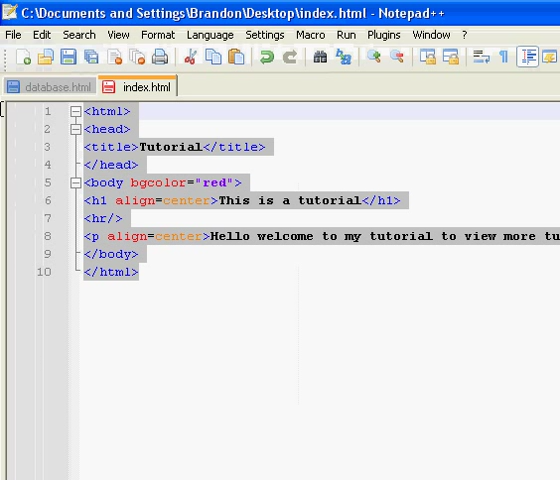 C:\Documents and Settings\Brandon\Desktop\index.html - Notepad++
File Edit Search View Format Language Settings Macro Run Plugins Window ?
database.html index.html
1 <html>
2 <head>
3 <title>Tutorial</title>
4 </head>
5 <body bgcolor="red">
6 <h1 align=center>This is a tutorial</h1>
7 <hr/>
8 <p align=center>Hello welcome to my tutorial to view more tu
9 </body>
10 </html>